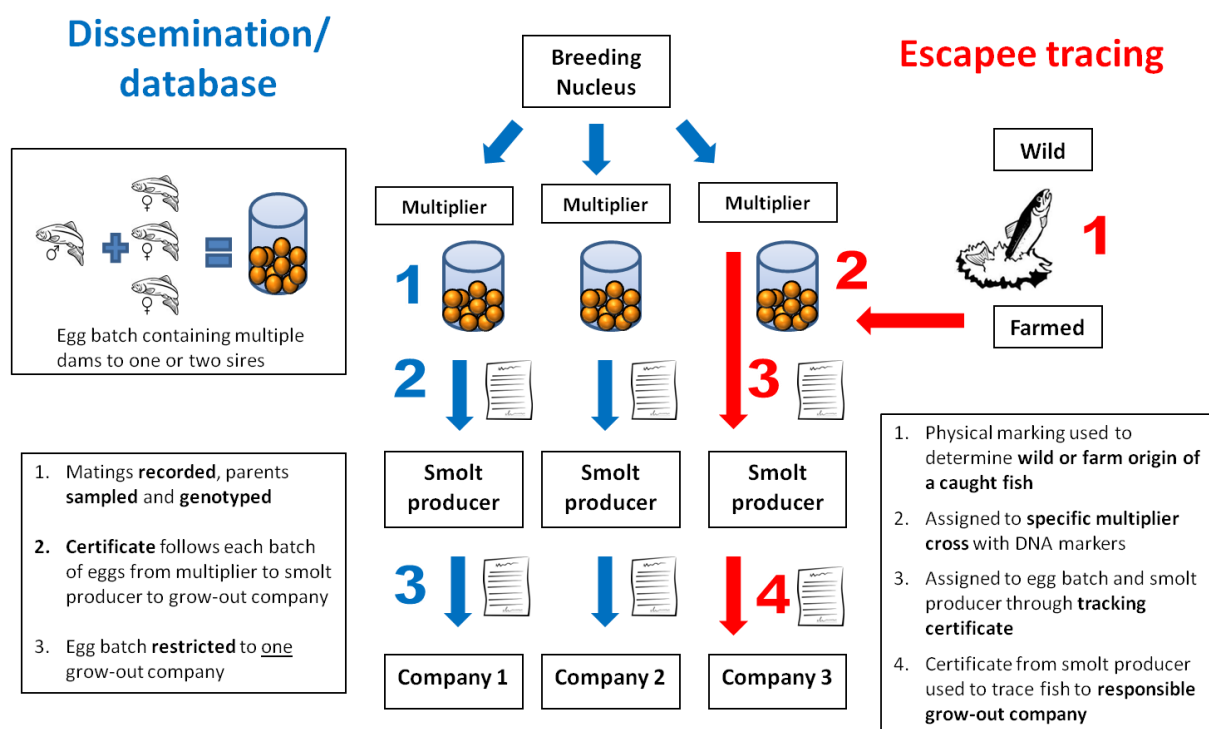 Dissemination/
database
Breeding
Nucleus
Escapee tracing
Wild
Multiplier
Multiplier
Multiplier
♂
♀
♀
♀
Egg batch containing multiple
dams to one or two sires
1
2
1
Farmed
2
3
1. Matings recorded, parents
sampled and genotyped
2. Certificate follows each batch
of eggs from multiplier to smolt
producer to grow-out company
3. Egg batch restricted to one
grow-out company
Smolt
producer
Smolt
producer
Smolt
producer
3
4
Company 1
Company 2
Company 3
1. Physical marking used to
determine wild or farm origin of
a caught fish
2. Assigned to specific multiplier
cross with DNA markers
3. Assigned to egg batch and smolt
producer through tracking
certificate
4. Certificate from smolt producer
used to trace fish to responsible
grow-out company